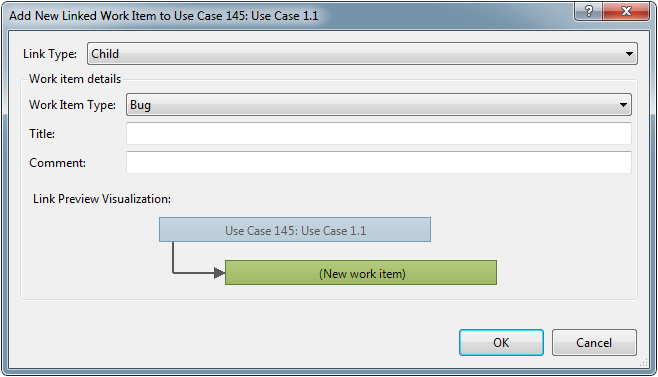 Add New Linked Work Item to Use Case 145: Use Case 1.1
Link Type: Child
Work item details
Work Item Type: Bug
Title:
Comment:
Link Preview Visualization:
Use Case 145: Use Case 1.1
(New work item)
OK Cancel